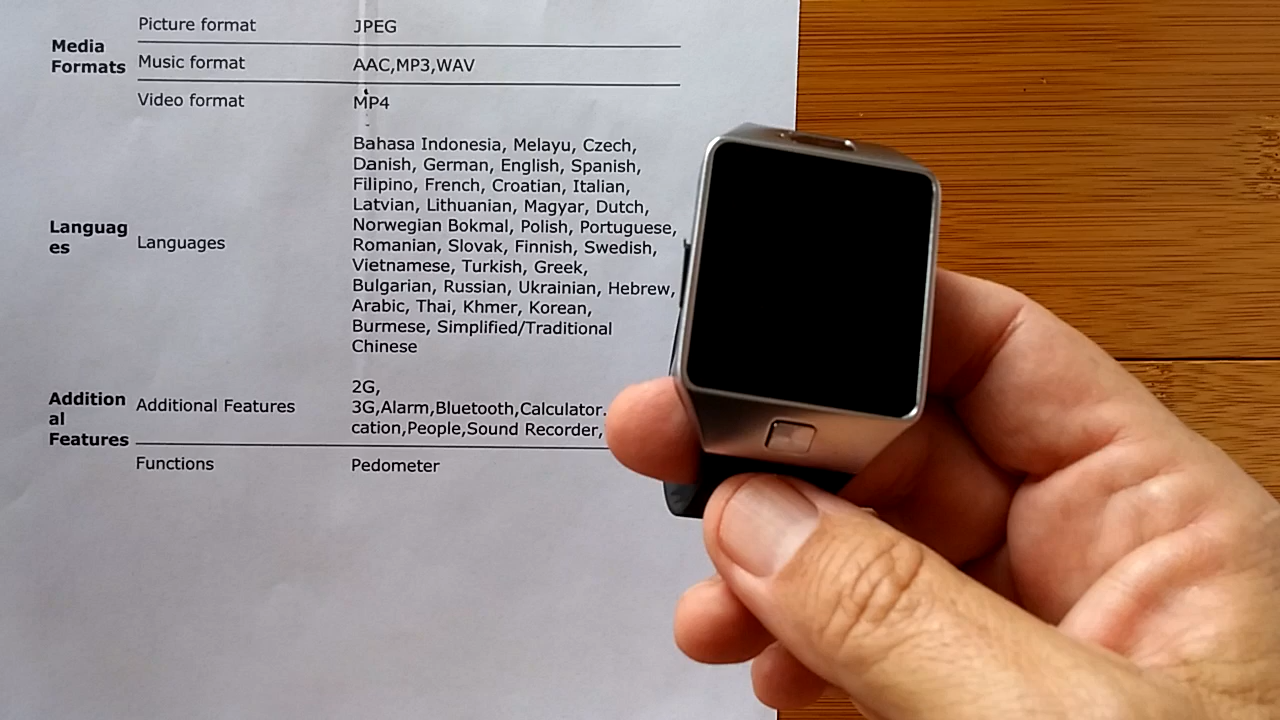 Picture format JPEG
Media Formats
Music format AAC,MP3,WAV
Video format MP4
Bahasa Indonesia, Melayu, Czech,
Danish, German, English, Spanish,
Filipino, French, Croatian, Italian,
Latvian, Lithuanian, Magyar, Dutch,
Norwegian Bokmal, Polish, Portuguese,
Languag
es
Languages
Romanian, Slovak, Finnish, Swedish,
Vietnamese, Turkish, Greek,
Bulgarian, Russian, Ukrainian, Hebrew,
Arabic, Thai, Khmer, Korean,
Burmese, Simplified/Traditional
Chinese
Addition
al
Features
Additional Features
2G,
3G,Alarm,Bluetooth,Calculator.
cation,People,Sound Recorder,
Functions Pedometer